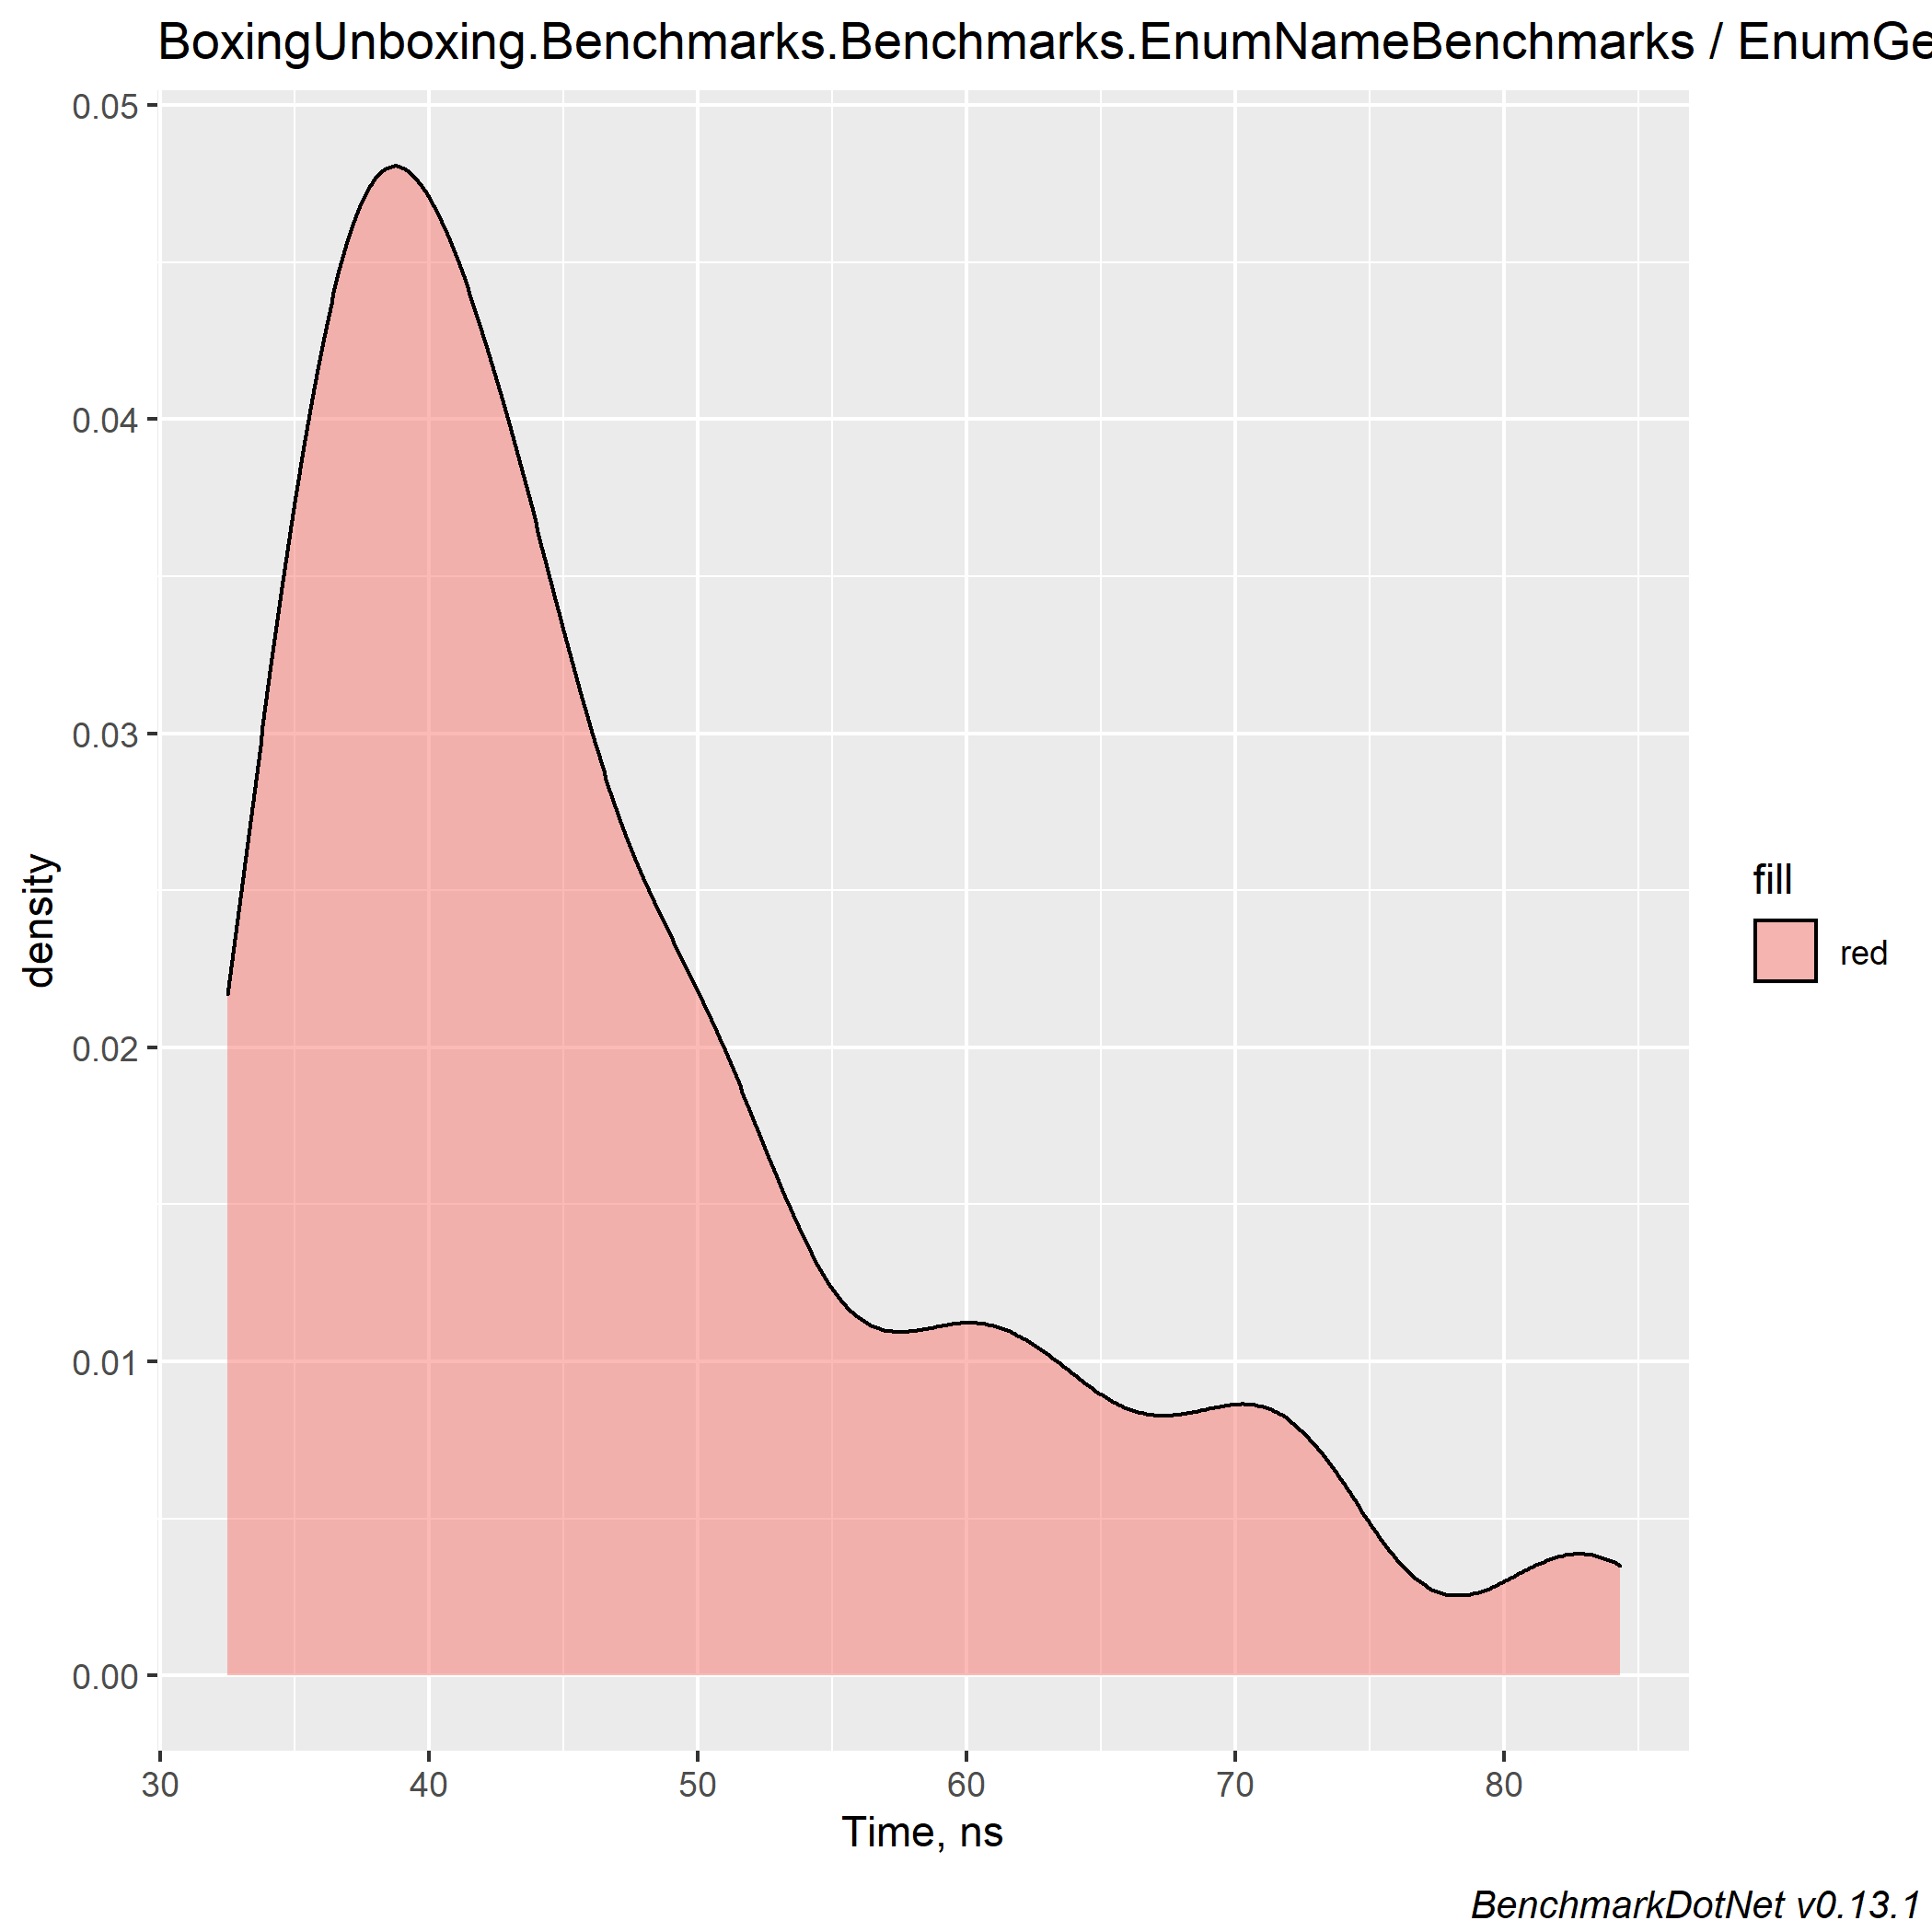 BoxingUnboxing.Benchmarks.Benchmarks.EnumNameBenchmarks / EnumGe
0.05
0.04
0.03
0.02
0.01
0.00
density
30 40 50 60 70 80
Time, ns
fill
red
BenchmarkDotNet v0.13.1